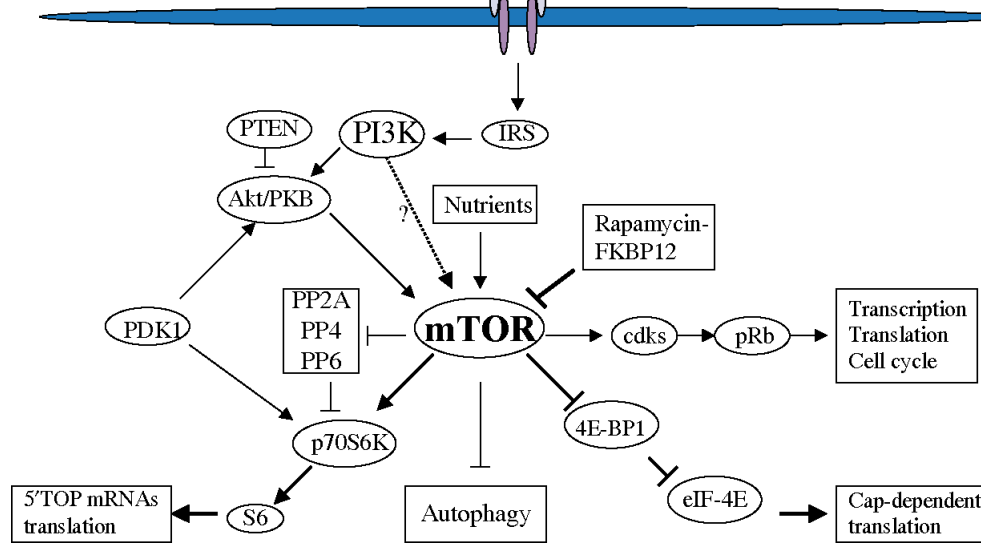 PTEN
PI3K
IRS
Akt/PKB
?
Nutrients
Rapamycin-
FKBP12
PP2A
PP4
PP6
PDK1
mTOR
cdks
pRb
Transcription
Translation
Cell cycle
p70S6K
4E-BP1
5'TOP mRNAs
translation
S6
Autophagy
eIF-4E
Cap-dependent
translation